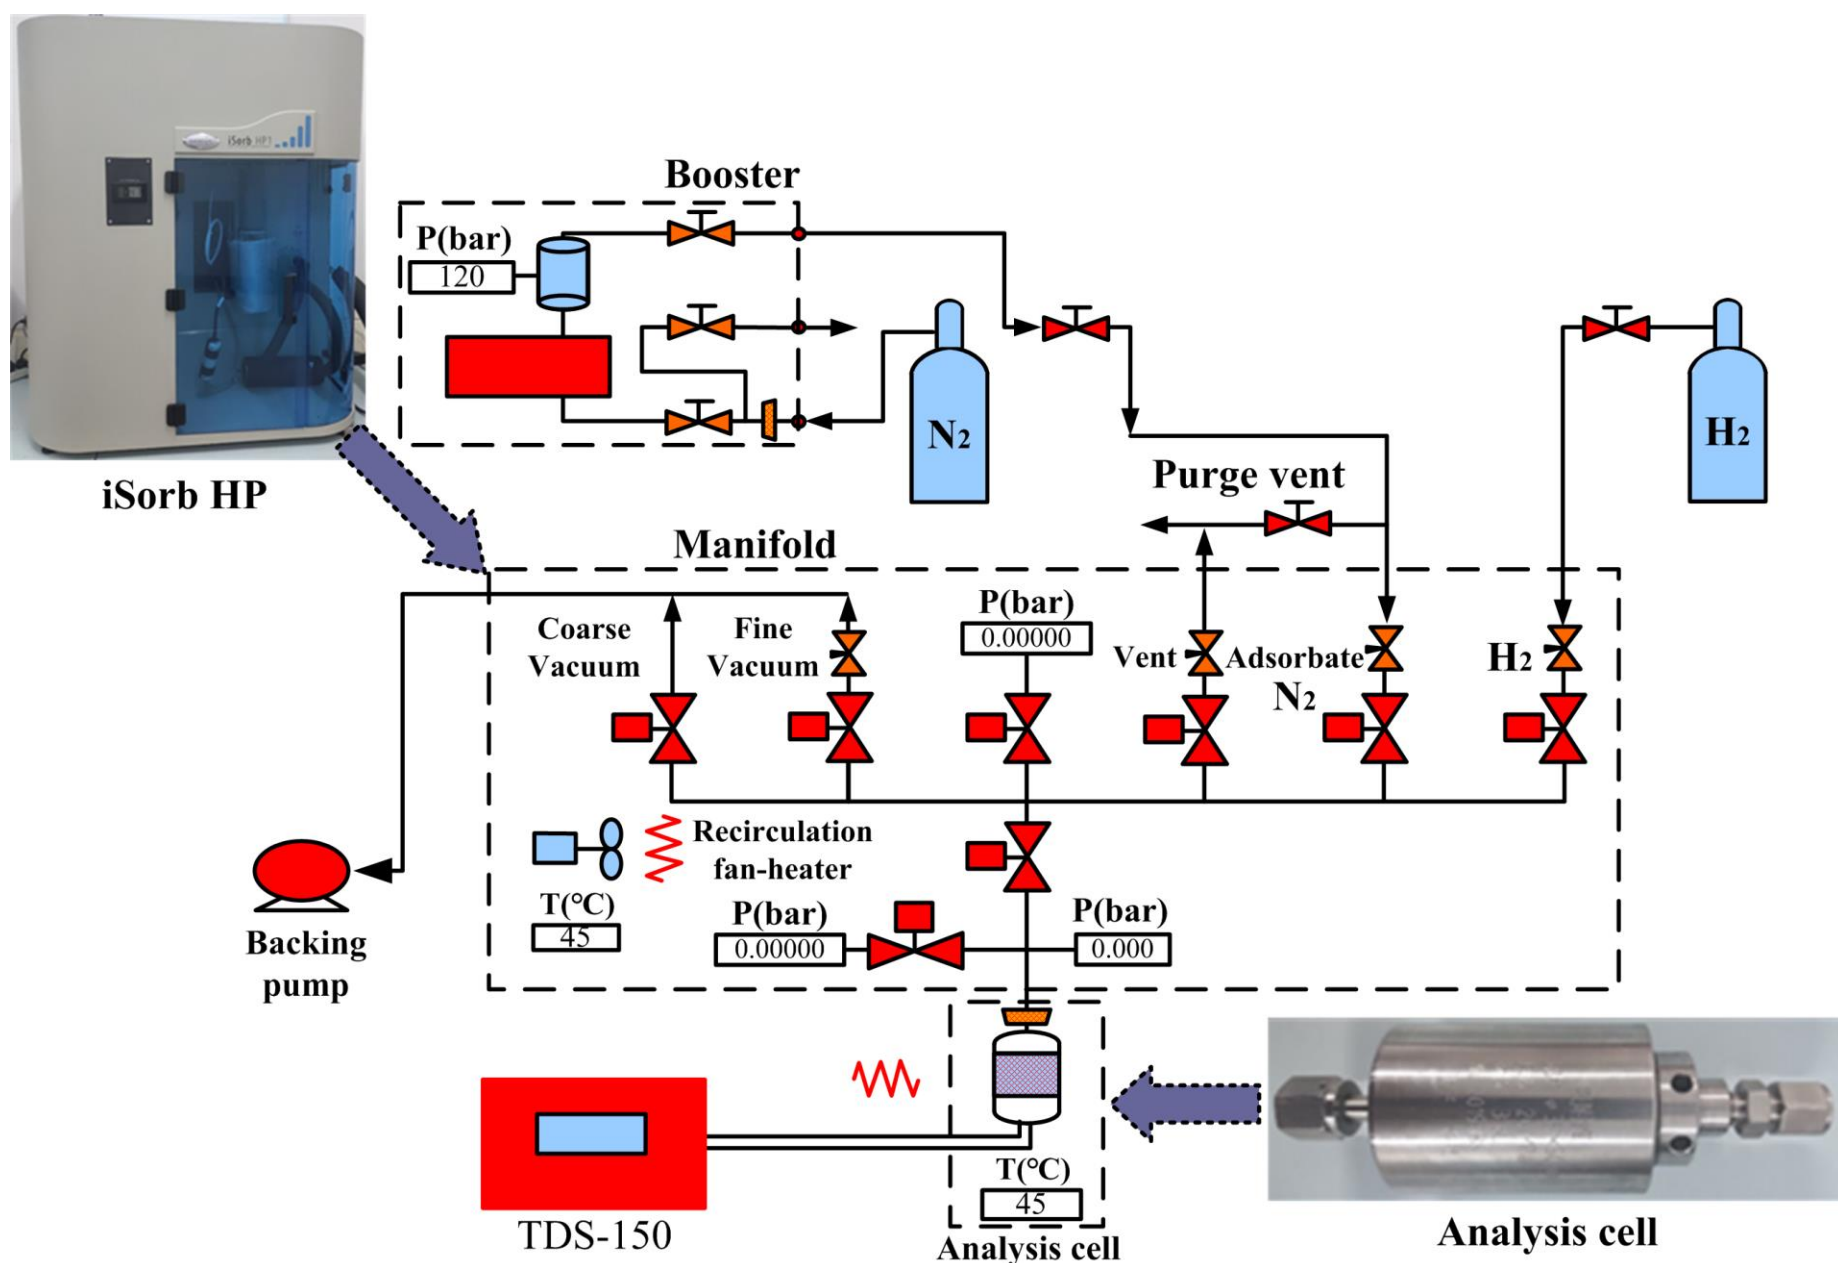 iSorb HP1
Booster
P(bar)
120
N2
H2
iSorb HP
Purge vent
Manifold
P(bar)
0.00000
Coarse
Vacuum
Fine
Vacuum
Vent
Adsorbate
N2
H2
Recirculation
fan-heater
T(°C)
45
P(bar)
0.00000
P(bar)
0.000
Backing
pump
T(°C)
45
TDS-150
Analysis cell
Analysis cell